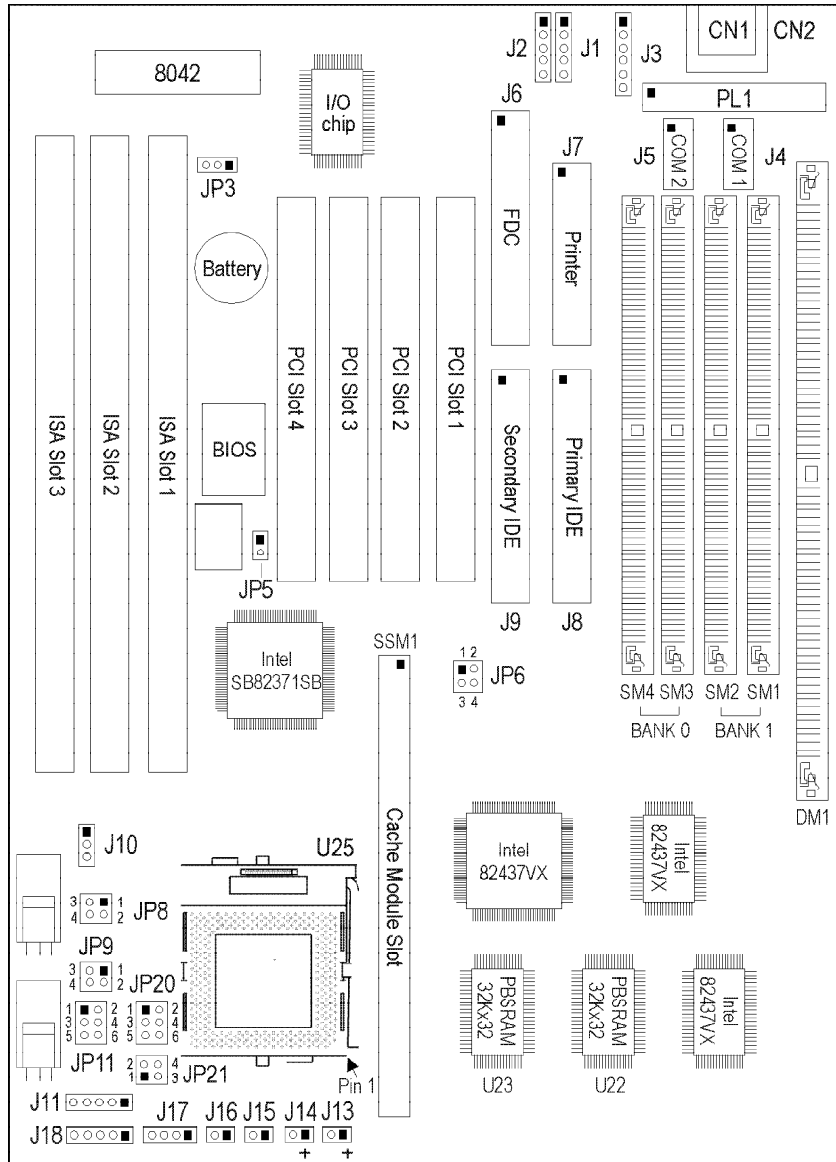 CN1 CN2
J2 J1 J3
8042
I/O
chip
PL1
J6
J7
J5 COM 2 COM 1 J4
JP3
FDC
Printer
Battery
ISA Slot 3
ISA Slot 2
ISA Slot 1
BIOS
PCI Slot 4
PCI Slot 3
PCI Slot 2
PCI Slot 1
Secondary IDE
Primary IDE
JP5
J9 J8
Intel
SB82371SB
SSM1
1 2
JP6
3 4
SM4 SM3 SM2 SM1
BANK 0 BANK 1
DM1
J10
U25
Cache Module Slot
Intel
82437VX
Intel
82437VX
3 1
4 2
JP8
JP9
3 1
4 2
JP20
1 2
3 4
5 6
1 2
3 4
5 6
JP11
2 4
1 3
JP21
Pin 1
PBSRAM
32Kx32
U23
PBSRAM
32Kx32
U22
Intel
82437VX
J11
J18
J17
J16
J15
J14
J13
+ +